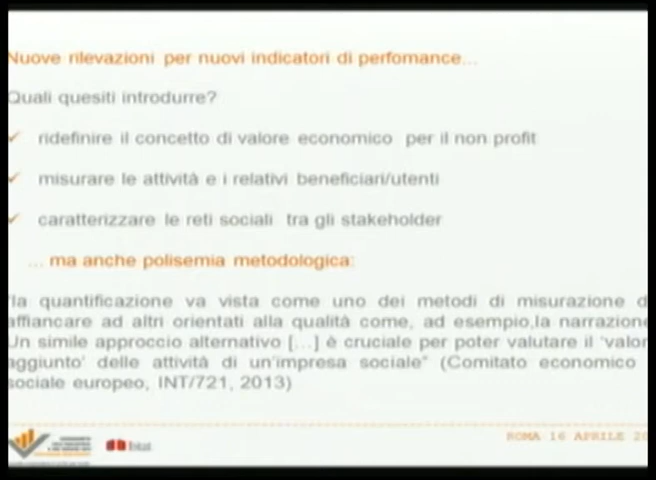 Nuove rilevazioni per nuovi indicatori di perfomance...
Quali quesiti introdurre?
ridefinire il concetto di valore economico per il non profit
misurare le attività e i relativi beneficiari/utenti
caratterizzare le reti sociali tra gli stakeholder
... ma anche polisemia metodologica:
"la quantificazione va vista come uno dei metodi di misurazione d
affiancare ad altri orientati alla qualità come, ad esempio,la narrazione
Un simile approccio alternativo [...] è cruciale per poter valutare il 'valor
aggiunto' delle attività di un'impresa sociale" (Comitato economico
sociale europeo, INT/721, 2013)
Istat
ROMA 16 APRILE 20